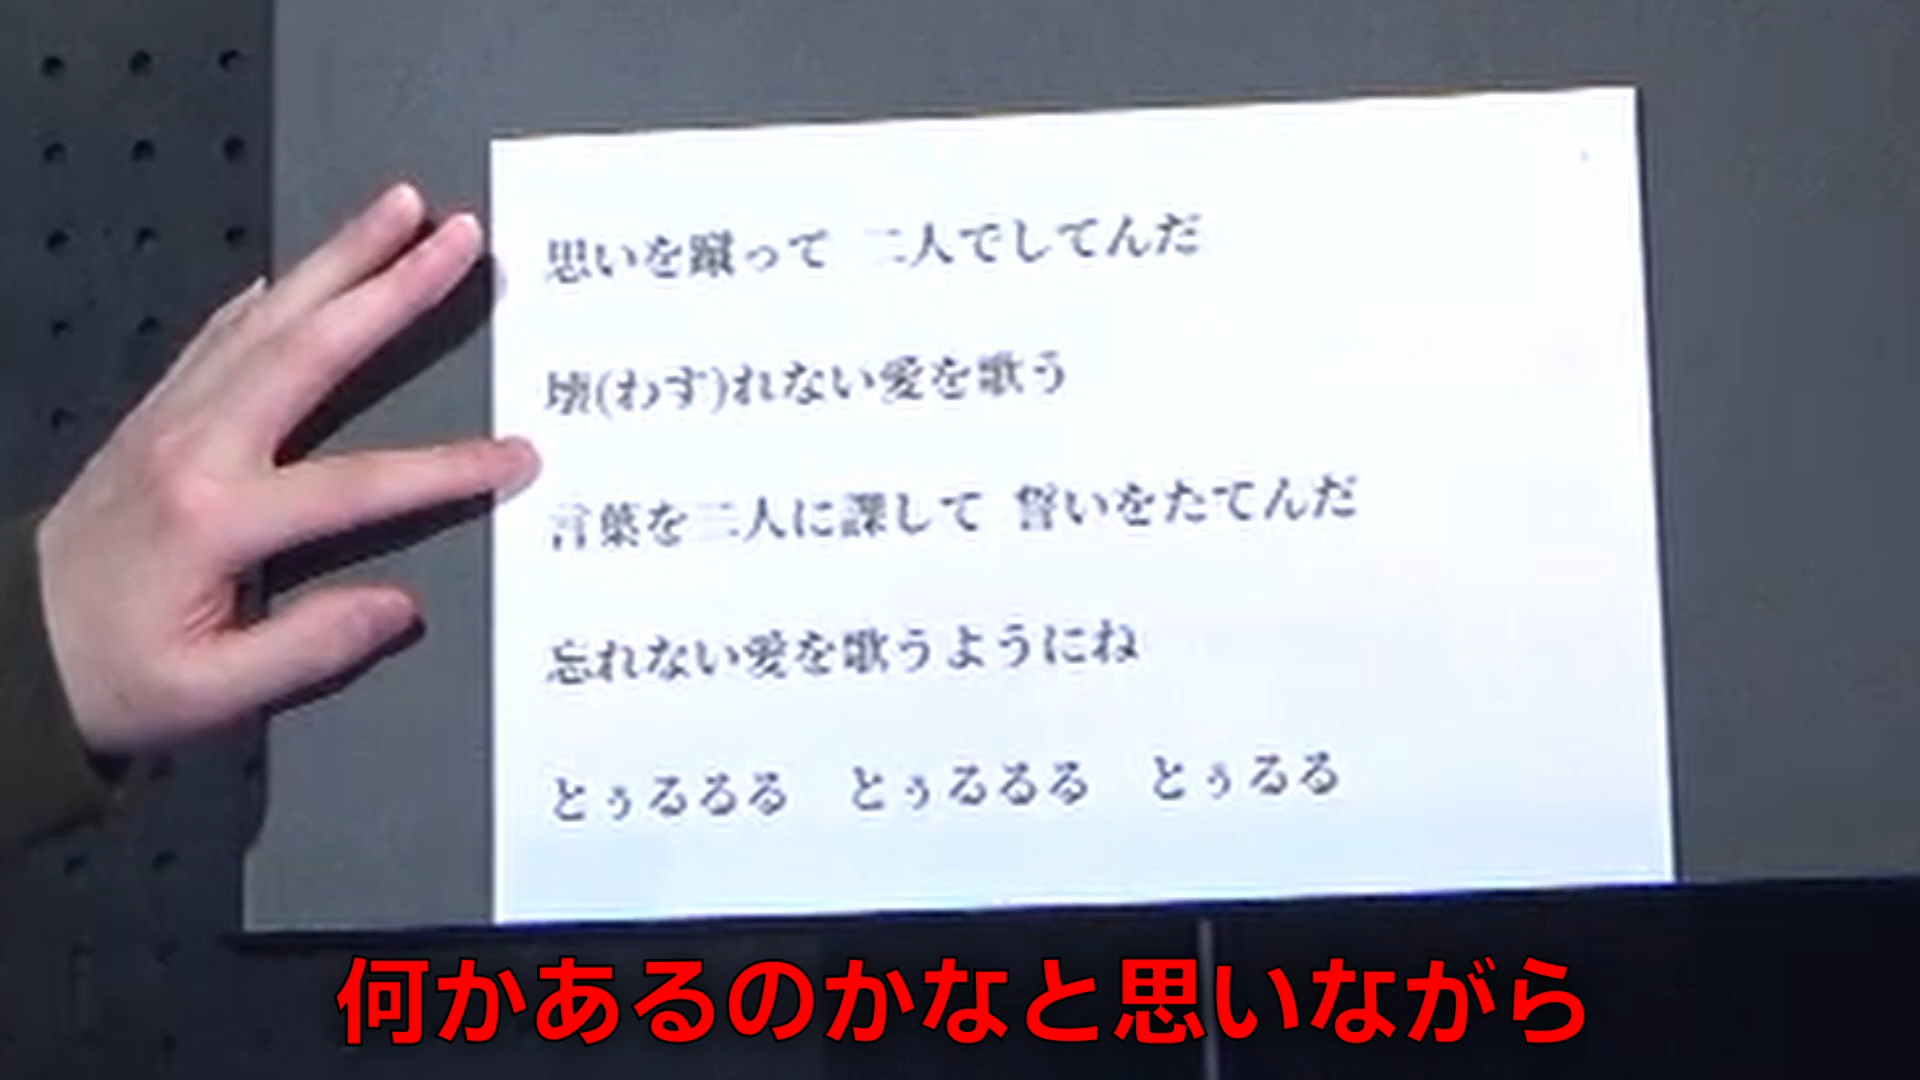 思いを蹴って 二人でしてんだ
壊(わす)れない愛を歌う
言葉を二人に課して 誓いをたてんだ
忘れない愛を歌うようにね
とぅるるる　とぅるるる　とぅるる
何かあるのかなと思いながら